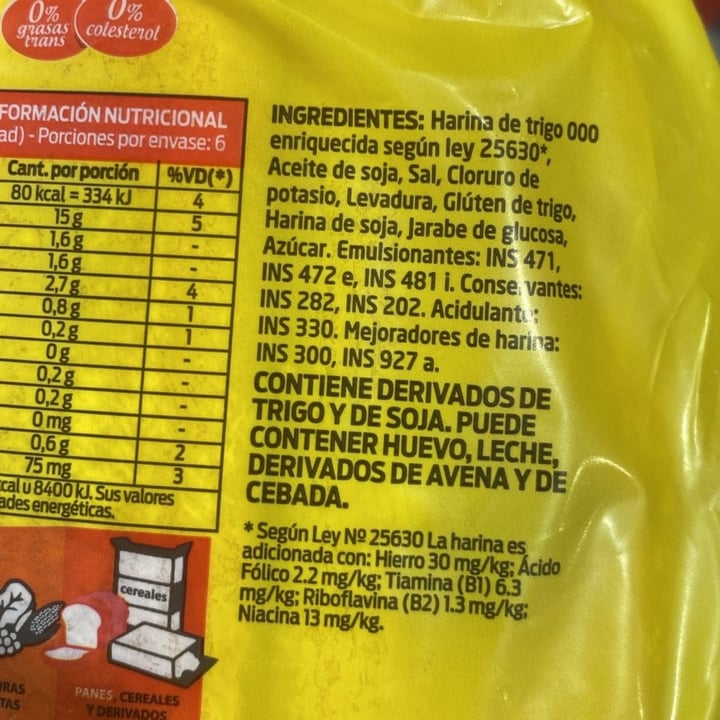 0%
grasas
trans
0%
colesterol
FORMACIÓN NUTRICIONAL
ad) - Porciones por envase: 6
Cant. por porción %VD(*)
80 kcal = 334 kJ 4
15 g 5
1,6 g -
1,6 g -
2,7 g 4
0,8 g 1
0,2 g 1
0 g -
0,2 g -
0,2 g -
0 mg -
0,6 g 2
75 mg 3
cal u 8400 kJ. Sus valores
ades energéticas.
INGREDIENTES: Harina de trigo 000
enriquecida según ley 25630*,
Aceite de soja, Sal, Cloruro de
potasio, Levadura, Glúten de trigo,
Harina de soja, Jarabe de glucosa,
Azúcar. Emulsionantes: INS 471,
INS 472 e, INS 481 i. Conservantes:
INS 282, INS 202. Acidulante:
INS 330. Mejoradores de harina:
INS 300, INS 927 a.
CONTIENE DERIVADOS DE
TRIGO Y DE SOJA. PUEDE
CONTENER HUEVO, LECHE,
DERIVADOS DE AVENA Y DE
CEBADA.
* Según Ley Nº 25630 La harina es
adicionada con: Hierro 30 mg/kg; Ácido
Fólico 2.2 mg/kg; Tiamina (B1) 6.3
mg/kg; Riboflavina (B2) 1.3 mg/kg;
Niacina 13 mg/kg.
cereales
URAS
TAS
PANES, CEREALES
Y DERIVADOS